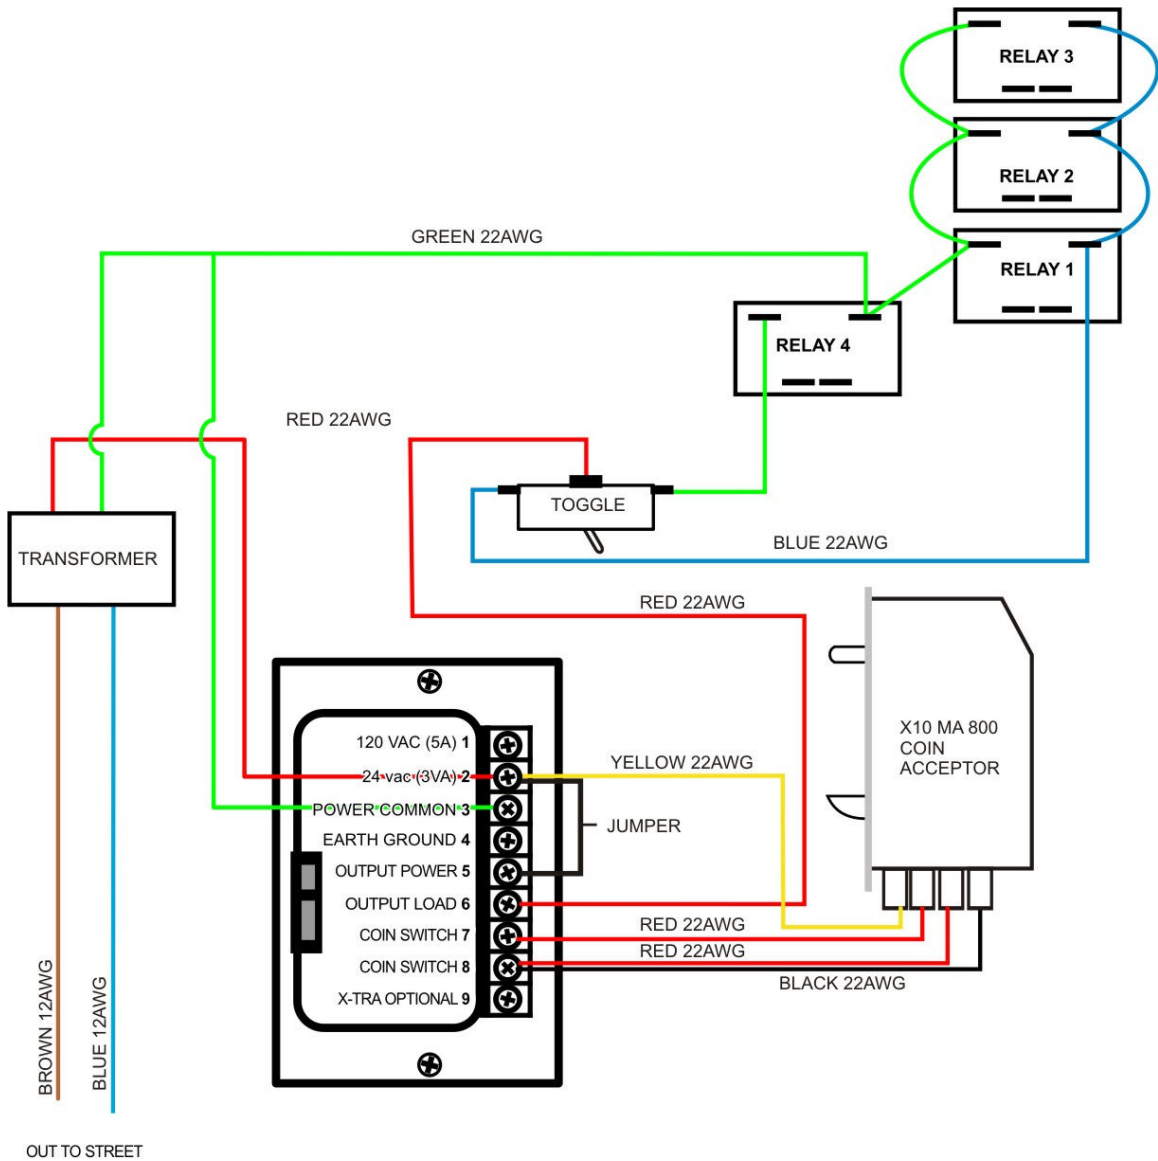 RELAY 3
RELAY 2
RELAY 1
GREEN 22AWG
RELAY 4
RED 22AWG
TOGGLE
BLUE 22AWG
TRANSFORMER
RED 22AWG
X10 MA 800
COIN
ACCEPTOR
120 VAC (5A) 1
24 vac (3VA) 2
POWER COMMON 3
EARTH GROUND 4
OUTPUT POWER 5
OUTPUT LOAD 6
COIN SWITCH 7
COIN SWITCH 8
X-TRA OPTIONAL 9
YELLOW 22AWG
JUMPER
RED 22AWG
RED 22AWG
BLACK 22AWG
BROWN 12AWG
BLUE 12AWG
OUT TO STREET